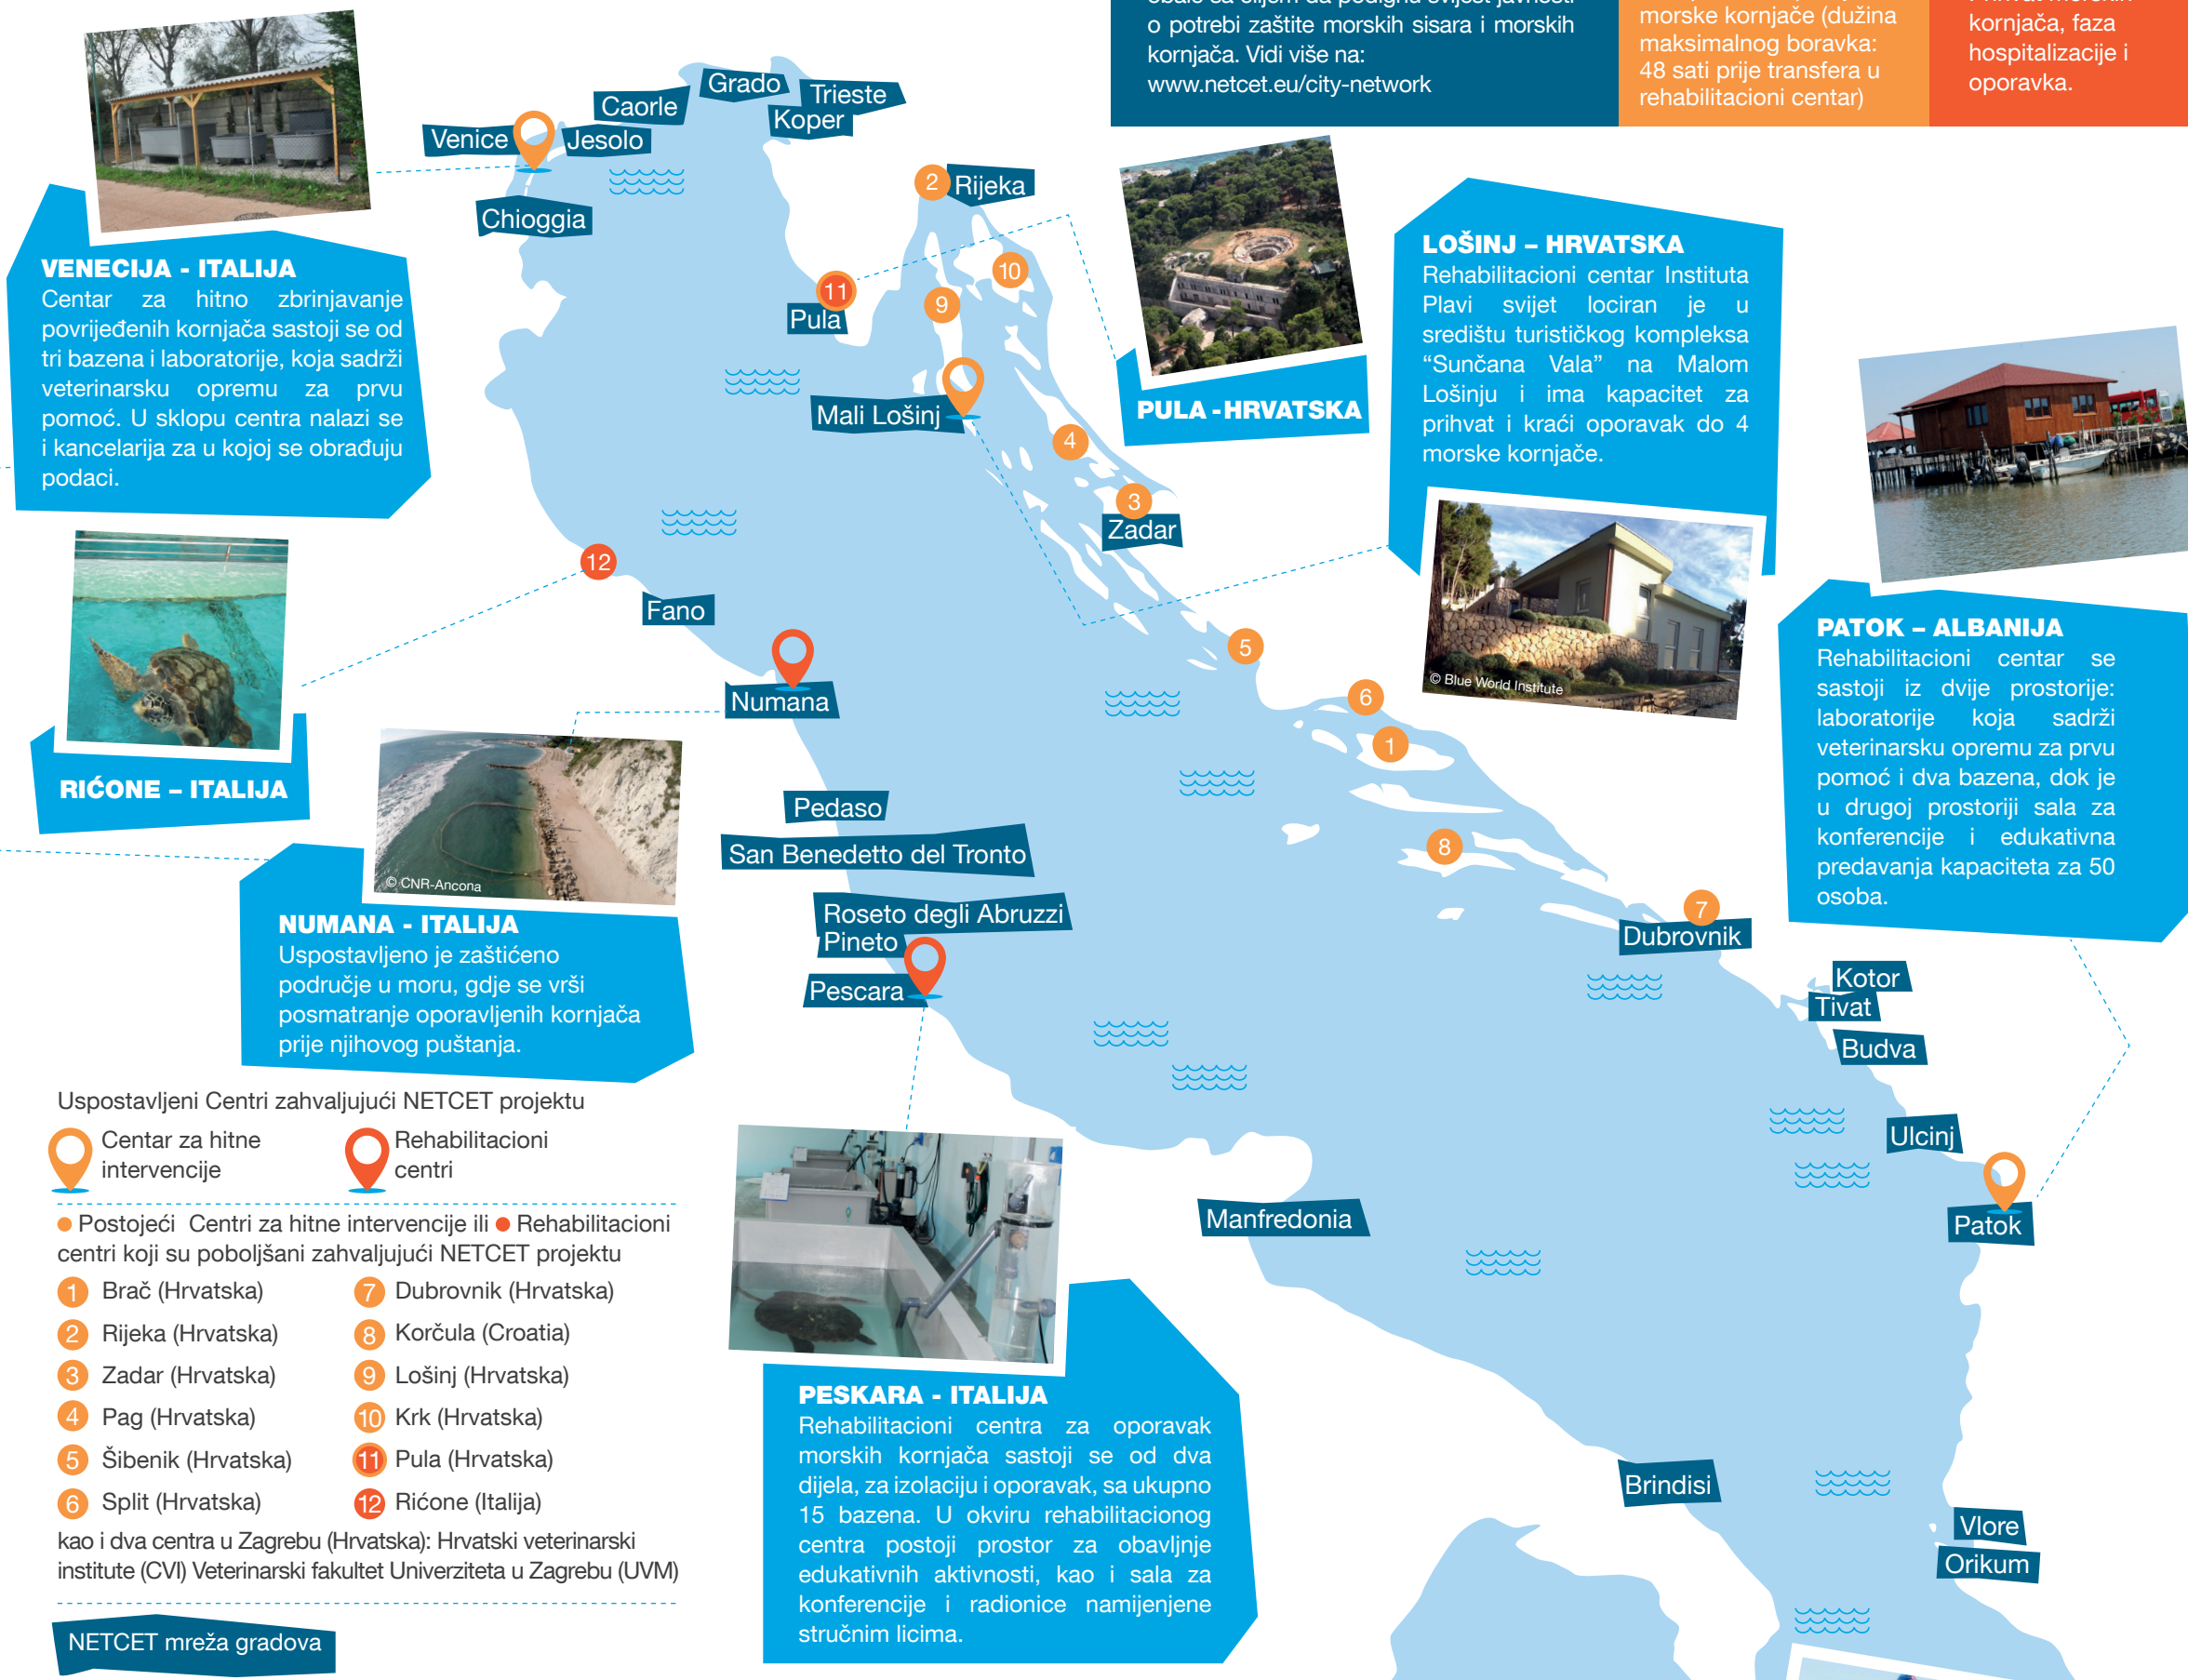 o potrebi zaštite morskih sisara i morskih
kornjača. Vidi više na:
www.netcet.eu/city-network
morske kornjače (dužina
maksimalnog boravka:
48 sati prije transfera u
rehabilitacioni centar)
kornjača, faza
hospitalizacije i
oporavka.
Grado
Trieste
Caorle
Koper
Venice
Jesolo
Chioggia
2
Rijeka
10
11
9
Pula
Mali Lošinj
4
3
Zadar
12
Fano
5
Numana
6
1
Pedaso
San Benedetto del Tronto
8
Roseto degli Abruzzi
Pineto
7
Dubrovnik
Pescara
Kotor
Tivat
Budva
Ulcinj
Manfredonia
Patok
Brindisi
Vlore
Orikum
VENECIJA - ITALIJA
Centar za hitno zbrinjavanje
povrijeđenih kornjača sastoji se od
tri bazena i laboratorije, koja sadrži
veterinarsku opremu za prvu
pomoć. U sklopu centra nalazi se
i kancelarija za u kojoj se obrađuju
podaci.
PULA -HRVATSKA
LOŠINJ – HRVATSKA
Rehabilitacioni centar Instituta
Plavi svijet lociran je u
središtu turističkog kompleksa
“Sunčana Vala” na Malom
Lošinju i ima kapacitet za
prihvat i kraći oporavak do 4
morske kornjače.
© Blue World Institute
PATOK – ALBANIJA
Rehabilitacioni centar se
sastoji iz dvije prostorije:
laboratorije koja sadrži
veterinarsku opremu za prvu
pomoć i dva bazena, dok je
u drugoj prostoriji sala za
konferencije i edukativna
predavanja kapaciteta za 50
osoba.
RIĆONE – ITALIJA
© CNR-Ancona
NUMANA - ITALIJA
Uspostavljeno je zaštićeno
područje u moru, gdje se vrši
posmatranje oporavljenih kornjača
prije njihovog puštanja.
PESKARA - ITALIJA
Rehabilitacioni centra za oporavak
morskih kornjača sastoji se od dva
dijela, za izolaciju i oporavak, sa ukupno
15 bazena. U okviru rehabilitacionog
centra postoji prostor za obavljnje
edukativnih aktivnosti, kao i sala za
konferencije i radionice namijenjene
stručnim licima.
Uspostavljeni Centri zahvaljujući NETCET projektu
Centar za hitne
intervencije
Rehabilitacioni
centri
Postojeći Centri za hitne intervencije ili Rehabilitacioni
centri koji su poboljšani zahvaljujući NETCET projektu
1 Brač (Hrvatska)
2 Rijeka (Hrvatska)
3 Zadar (Hrvatska)
4 Pag (Hrvatska)
5 Šibenik (Hrvatska)
6 Split (Hrvatska)
7 Dubrovnik (Hrvatska)
8 Korčula (Croatia)
9 Lošinj (Hrvatska)
10 Krk (Hrvatska)
11 Pula (Hrvatska)
12 Rićone (Italija)
kao i dva centra u Zagrebu (Hrvatska): Hrvatski veterinarski
institute (CVI) Veterinarski fakultet Univerziteta u Zagrebu (UVM)
NETCET mreža gradova